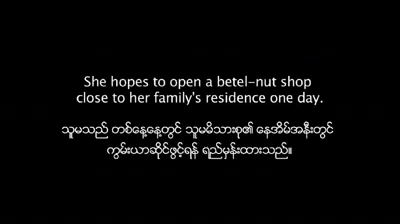 She hopes to open a betel-nut shop
close to her family's residence one day.
သူမသည် တစ်နေ့နေ့တွင် သူမမိသားစု၏ နေအိမ်အနီးတွင်
ကွမ်းယာဆိုင်ဖွင့်ရန် ရည်မှန်းထားသည်။